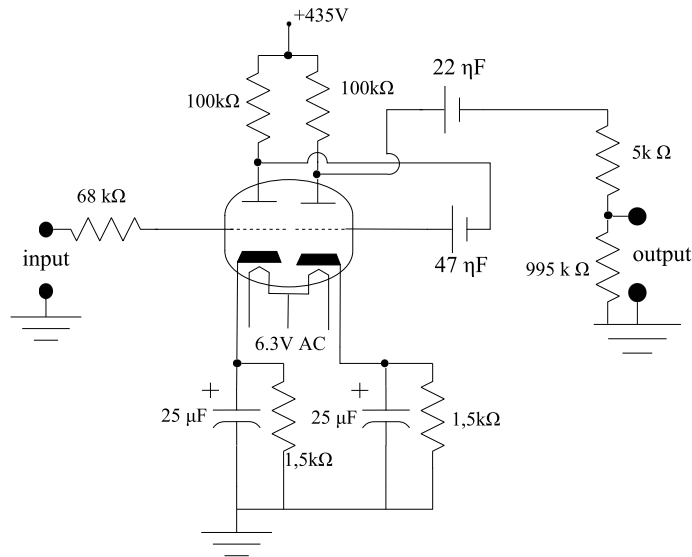 +435V
22 ηF
100kΩ
100kΩ
5k Ω
68 kΩ
input
47 ηF
995 k Ω
output
6.3V AC
+
+
25 μF
25 μF
1,5kΩ
1,5kΩ